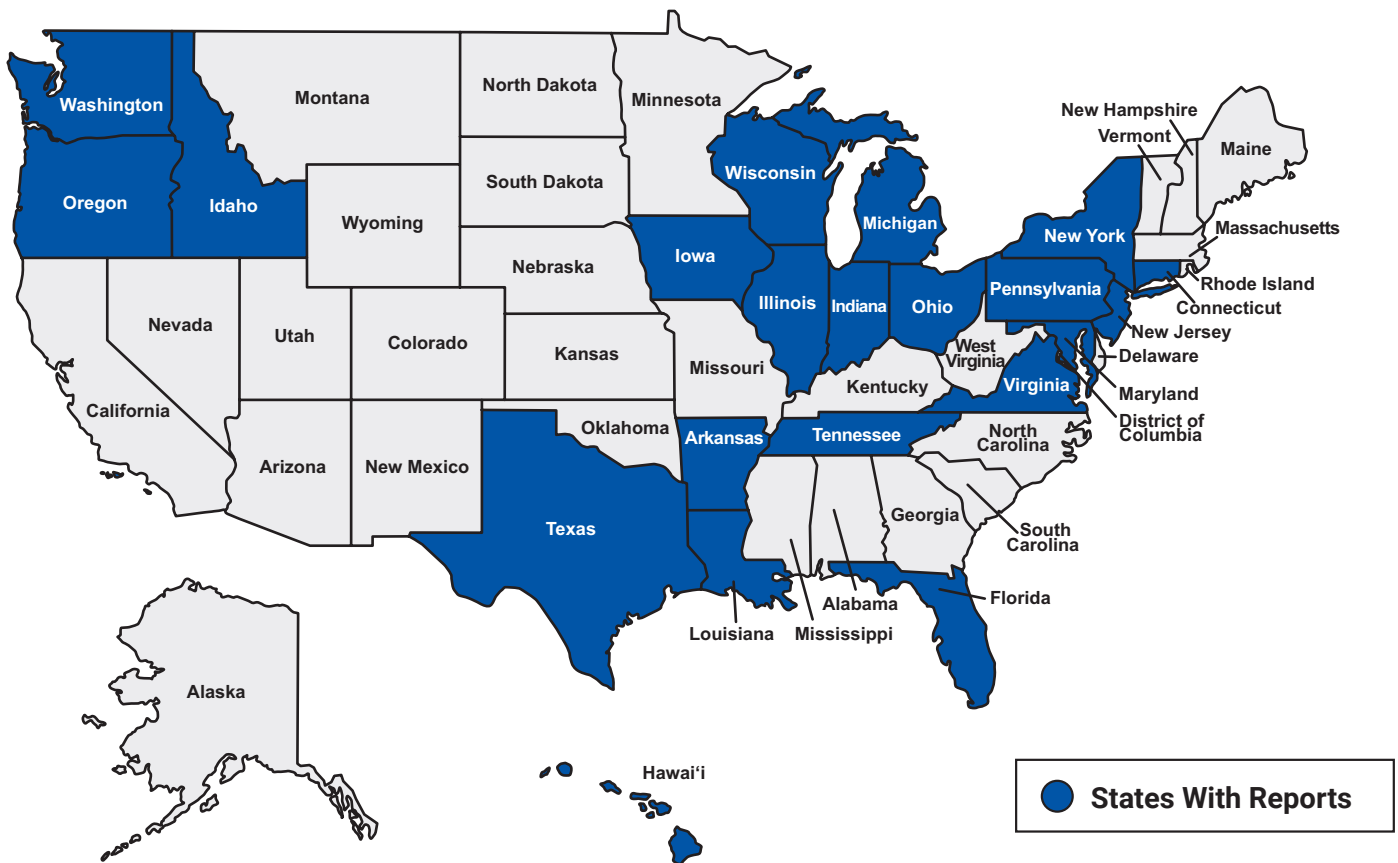 Washington
Montana
North Dakota
Minnesota
New Hampshire
Vermont
Maine
Oregon
Idaho
Wyoming
South Dakota
Wisconsin
Michigan
New York
Massachusetts
Rhode Island
Connecticut
New Jersey
Delaware
Maryland
District of
Columbia
Nevada
Utah
Colorado
Nebraska
Iowa
Illinois
Indiana
Ohio
Pennsylvania
California
Kansas
Missouri
Kentucky
West
Virginia
Virginia
Arizona
New Mexico
Oklahoma
Arkansas
Tennessee
North
Carolina
Texas
Georgia
South
Carolina
Louisiana
Mississippi
Alabama
Florida
Alaska
Hawai‘i
States With Reports